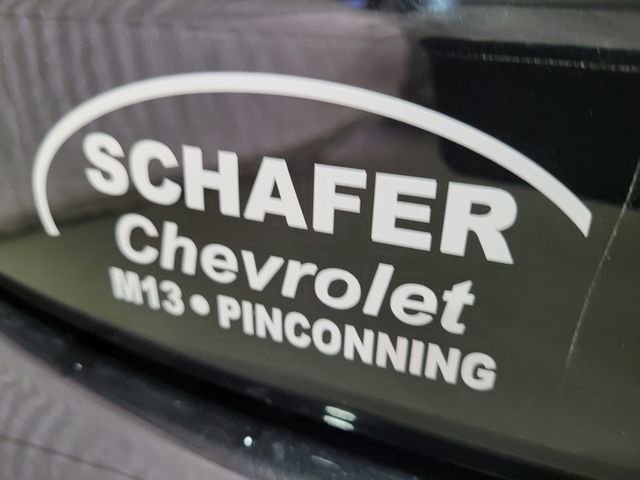 SCHAFER
Chevrolet
M13 • PINCONNING